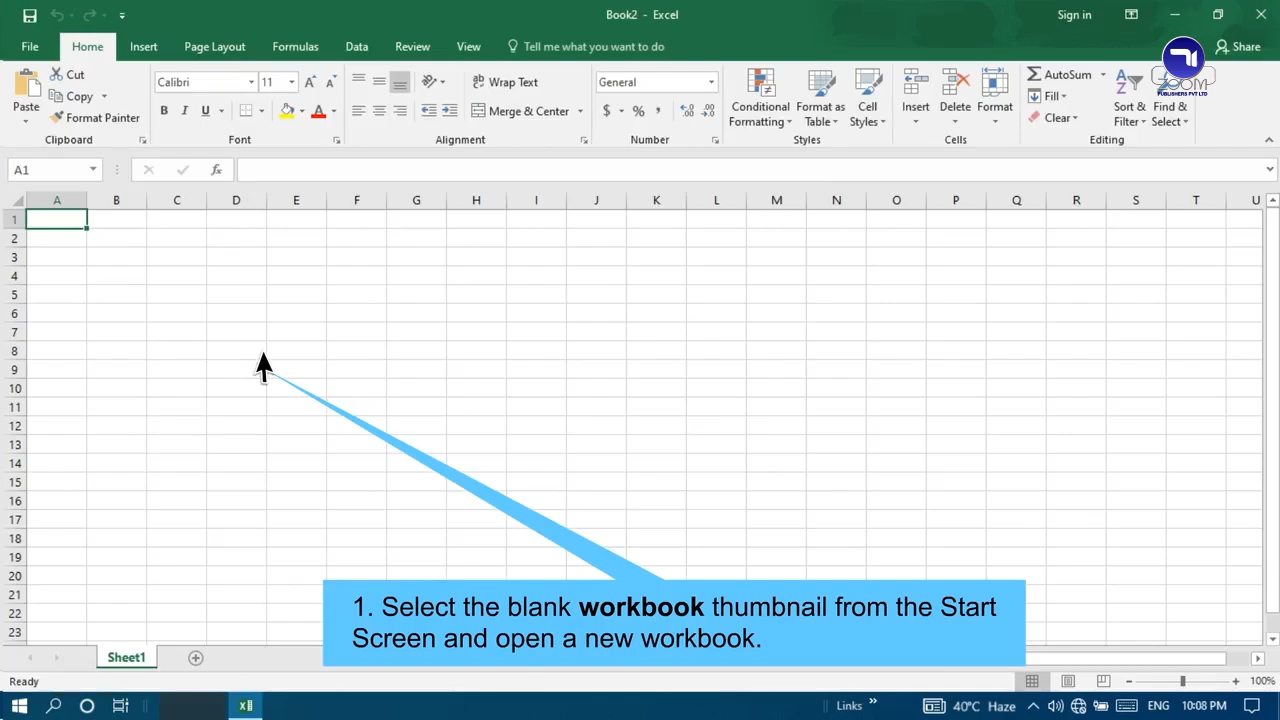 Book2 - Excel
Sign in
File Home Insert Page Layout Formulas Data Review View Tell me what you want to do Share
ZOOM
PUBLISHERS PVT LTD
Paste
Cut
Copy
Format Painter
Clipboard
Calibri 11
B I U A
Font
Wrap Text
Merge & Center
Alignment
General
$ % ,
Number
Conditional Formatting
Format as Table
Cell Styles
Styles
Insert Delete Format
Cells
AutoSum
Fill
Clear
Sort & Filter
Find & Select
Editing
A1 fx
A B C D E F G H I J K L M N O P Q R S T U
1
2
3
4
5
6
7
8
9
10
11
12
13
14
15
16
17
18
19
20
21
22
23
1. Select the blank workbook thumbnail from the Start
Screen and open a new workbook.
Sheet1
Ready 100%
Links 40°C Haze ENG 10:08 PM